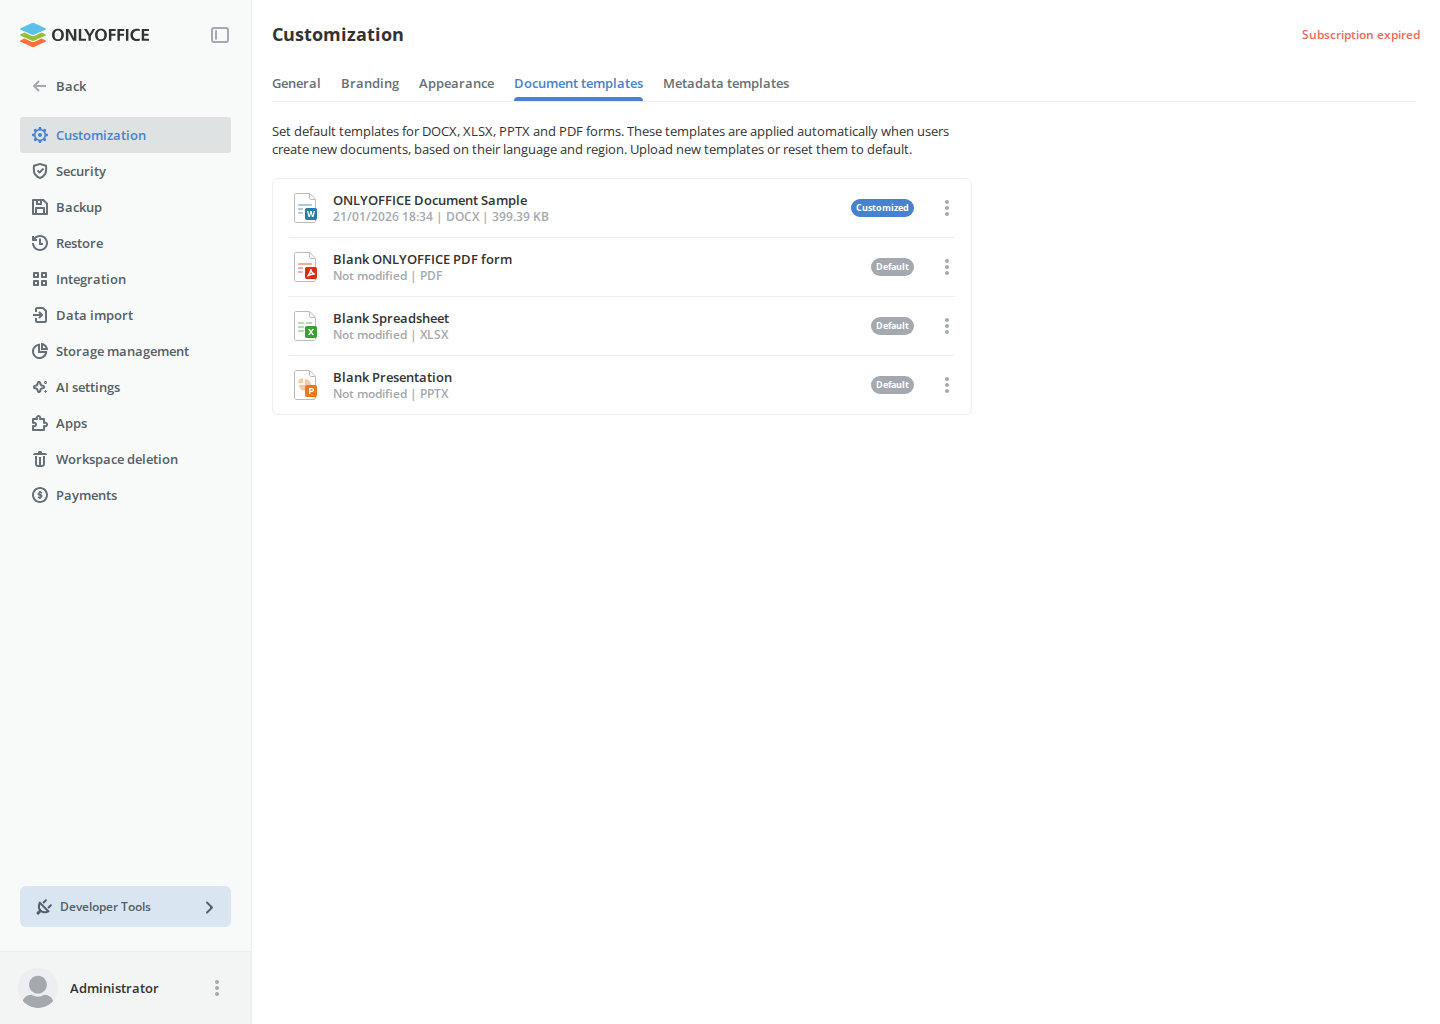 ONLYOFFICE
Back
Customization
Security
Backup
Restore
Integration
Data import
Storage management
AI settings
Apps
Workspace deletion
Payments
Developer Tools
Administrator
Customization
Subscription expired
General Branding Appearance Document templates Metadata templates
Set default templates for DOCX, XLSX, PPTX and PDF forms. These templates are applied automatically when users
create new documents, based on their language and region. Upload new templates or reset them to default.
W
ONLYOFFICE Document Sample
21/01/2026 18:34 | DOCX | 399.39 KB
Customized
Blank ONLYOFFICE PDF form
Not modified | PDF
Default
X
Blank Spreadsheet
Not modified | XLSX
Default
P
Blank Presentation
Not modified | PPTX
Default